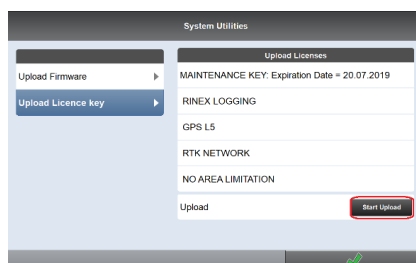 System Utilities
Upload Firmware
Upload Licence key
Upload Licenses
MAINTENANCE KEY: Expiration Date = 20.07.2019
RINEX LOGGING
GPS L5
RTK NETWORK
NO AREA LIMITATION
Upload
Start Upload